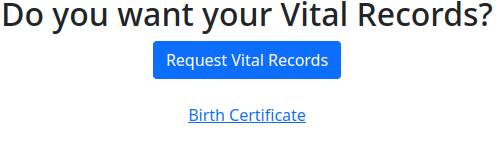 Do you want your Vital Records?
Request Vital Records
Birth Certificate